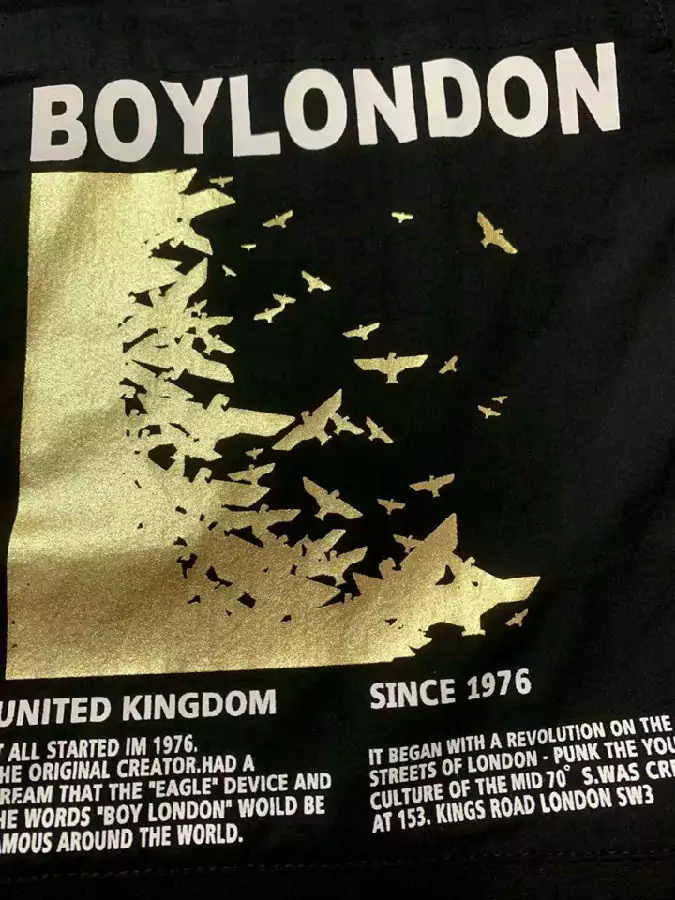 BOYLONDON
UNITED KINGDOM
T ALL STARTED IM 1976.
HE ORIGINAL CREATOR.HAD A
REAM THAT THE "EAGLE" DEVICE AND
HE WORDS "BOY LONDON" WOILD BE
AMOUS AROUND THE WORLD.
SINCE 1976
IT BEGAN WITH A REVOLUTION ON THE
STREETS OF LONDON - PUNK THE YOU
CULTURE OF THE MID 70° S.WAS CRE
AT 153. KINGS ROAD LONDON SW3